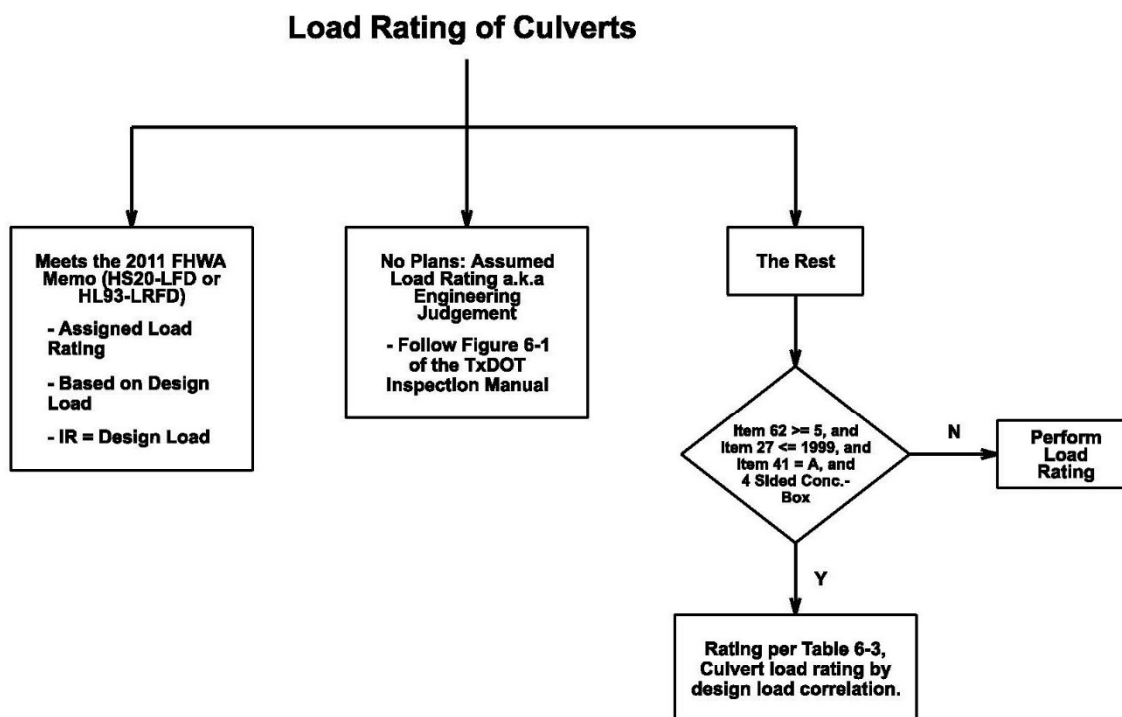 Load Rating of Culverts
Meets the 2011 FHWA
Memo (HS20-LFD or
HL93-LRFD)
- Assigned Load
Rating
- Based on Design
Load
- IR = Design Load
No Plans: Assumed
Load Rating a.k.a
Engineering
Judgement
- Follow Figure 6-1
of the TxDOT
Inspection Manual
The Rest
Item 62 >= 5, and
Item 27 <= 1999, and
Item 41 = A, and
4 Sided Conc.-
Box
N
Perform
Load
Rating
Y
Rating per Table 6-3,
Culvert load rating by
design load correlation.